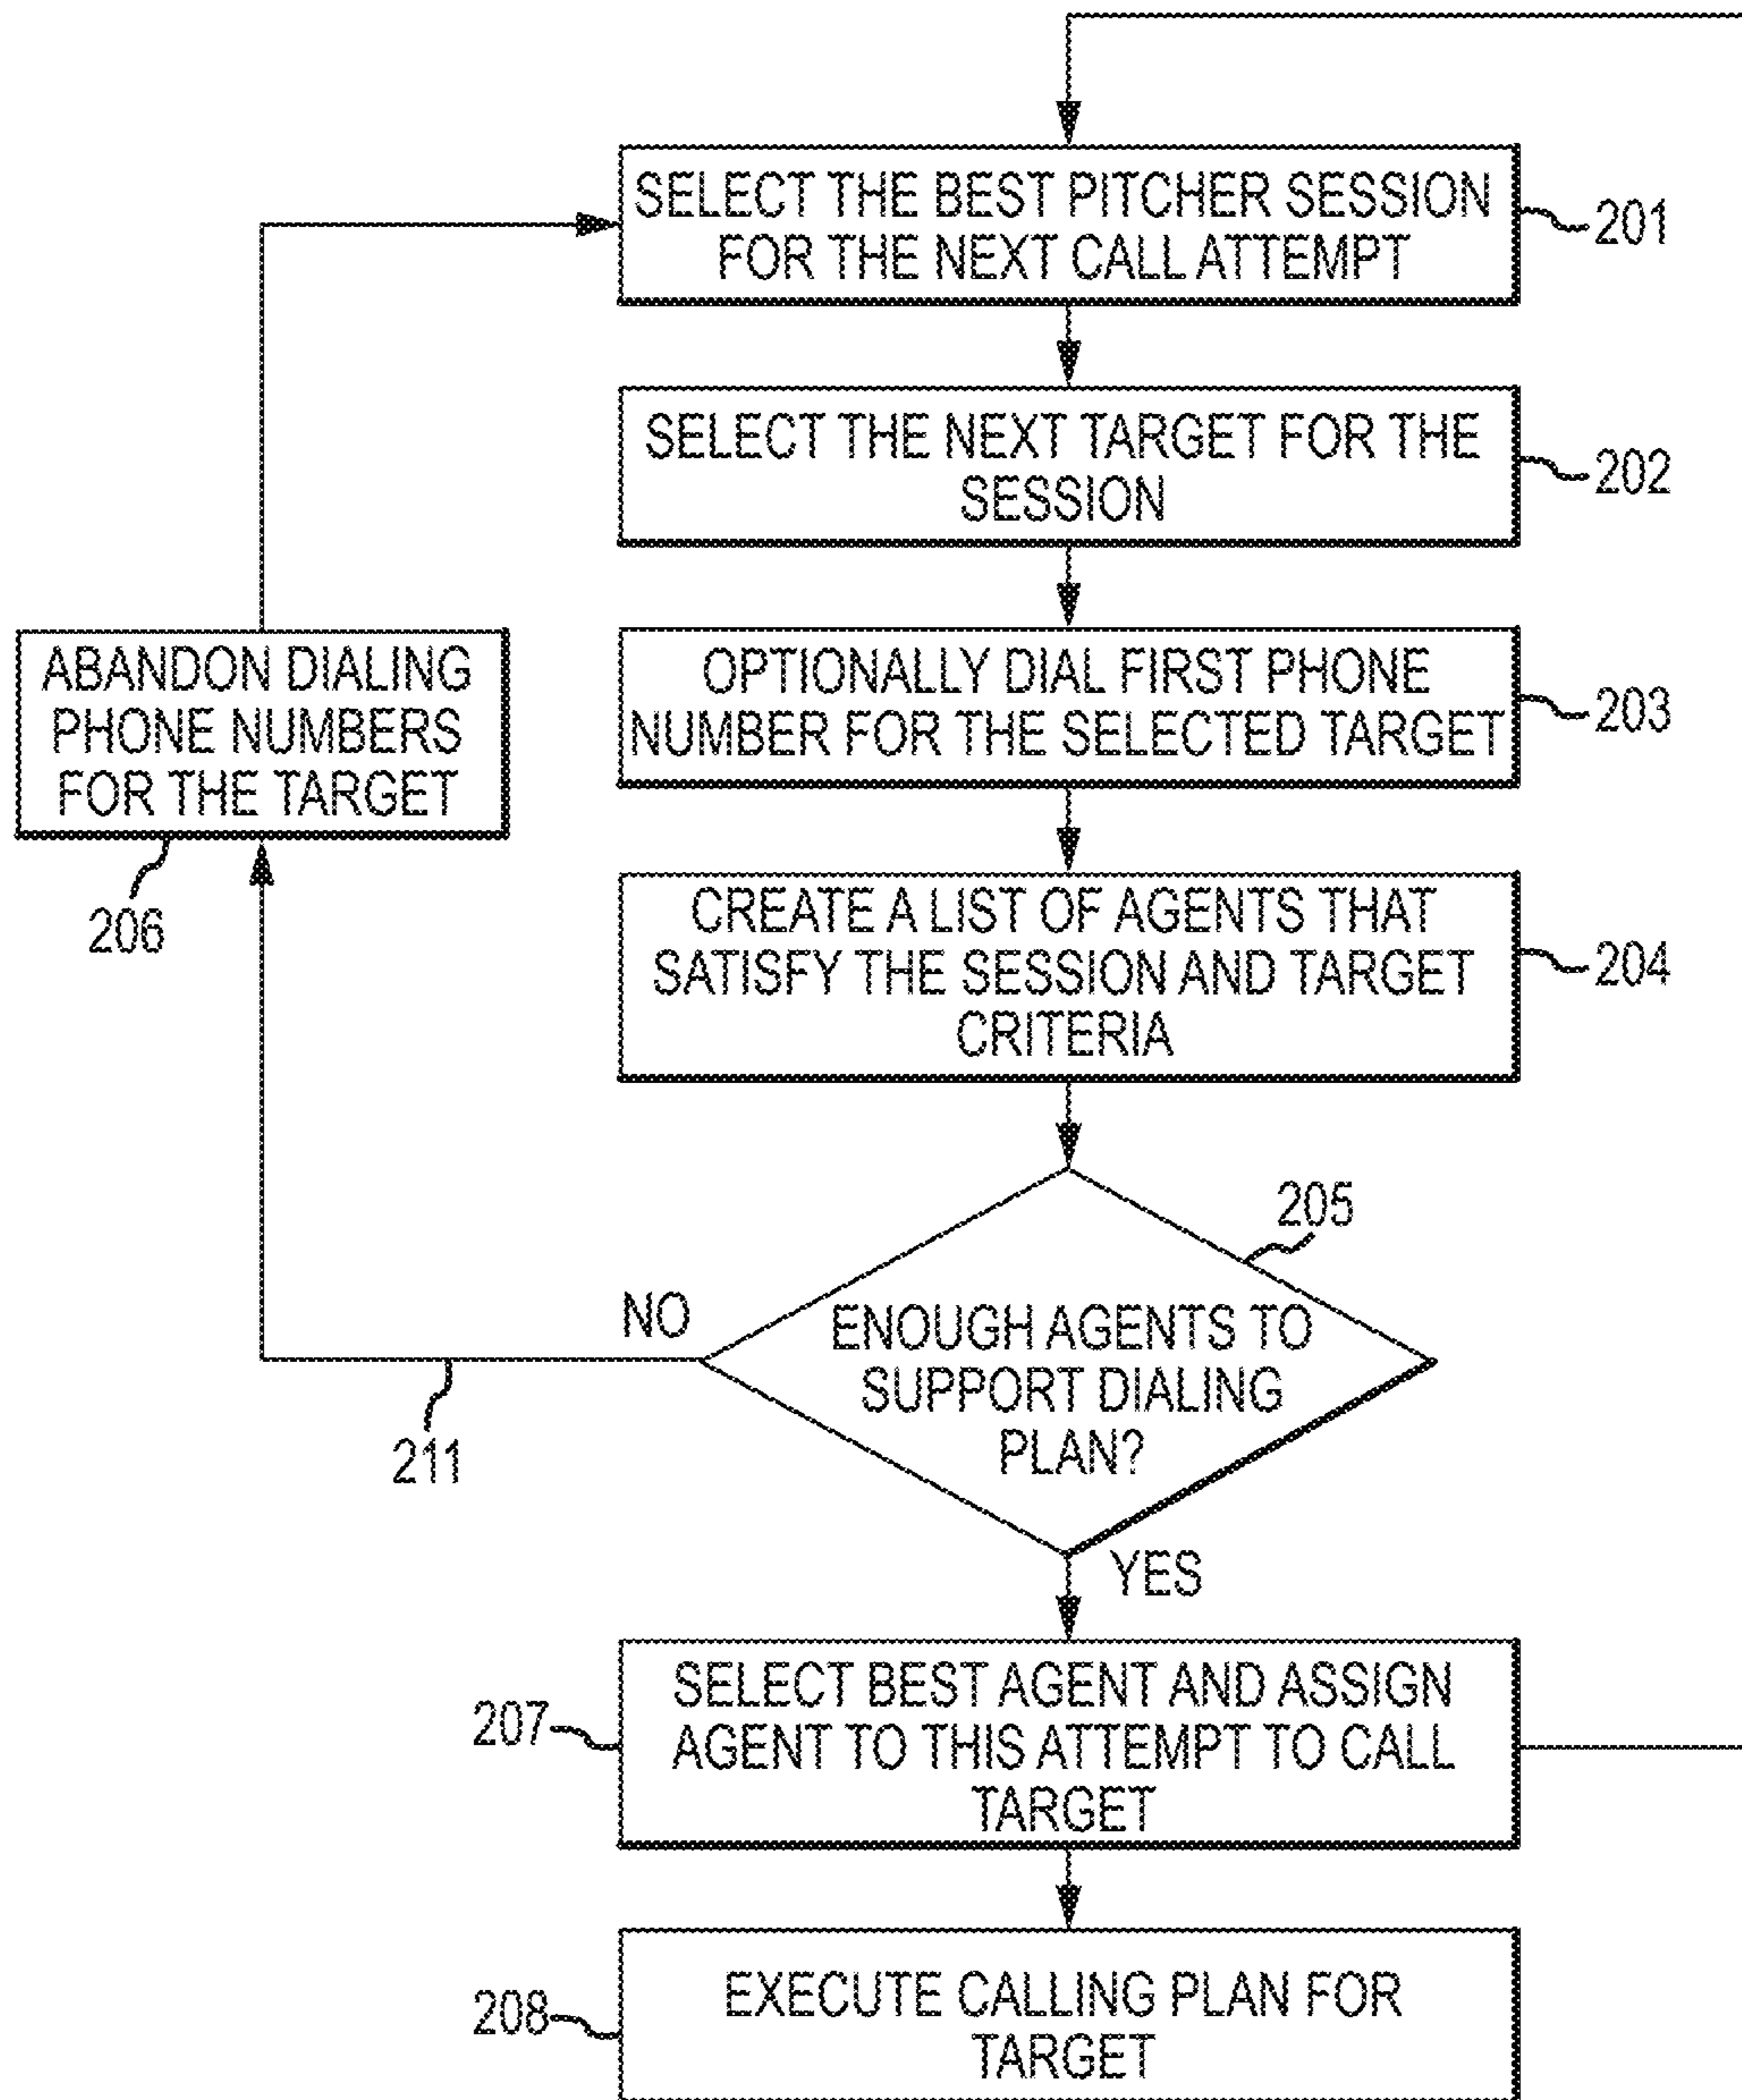 SELECT THE BEST PITCHER SESSION
FOR THE NEXT CALL ATTEMPT
201
SELECT THE NEXT TARGET FOR THE
SESSION
202
OPTIONALLY DIAL FIRST PHONE
NUMBER FOR THE SELECTED TARGET
203
ABANDON DIALING
PHONE NUMBERS
FOR THE TARGET
206
CREATE A LIST OF AGENTS THAT
SATISFY THE SESSION AND TARGET
CRITERIA
204
205
NO
ENOUGH AGENTS TO
SUPPORT DIALING
PLAN?
211
YES
SELECT BEST AGENT AND ASSIGN
AGENT TO THIS ATTEMPT TO CALL
TARGET
207
EXECUTE CALLING PLAN FOR
TARGET
208